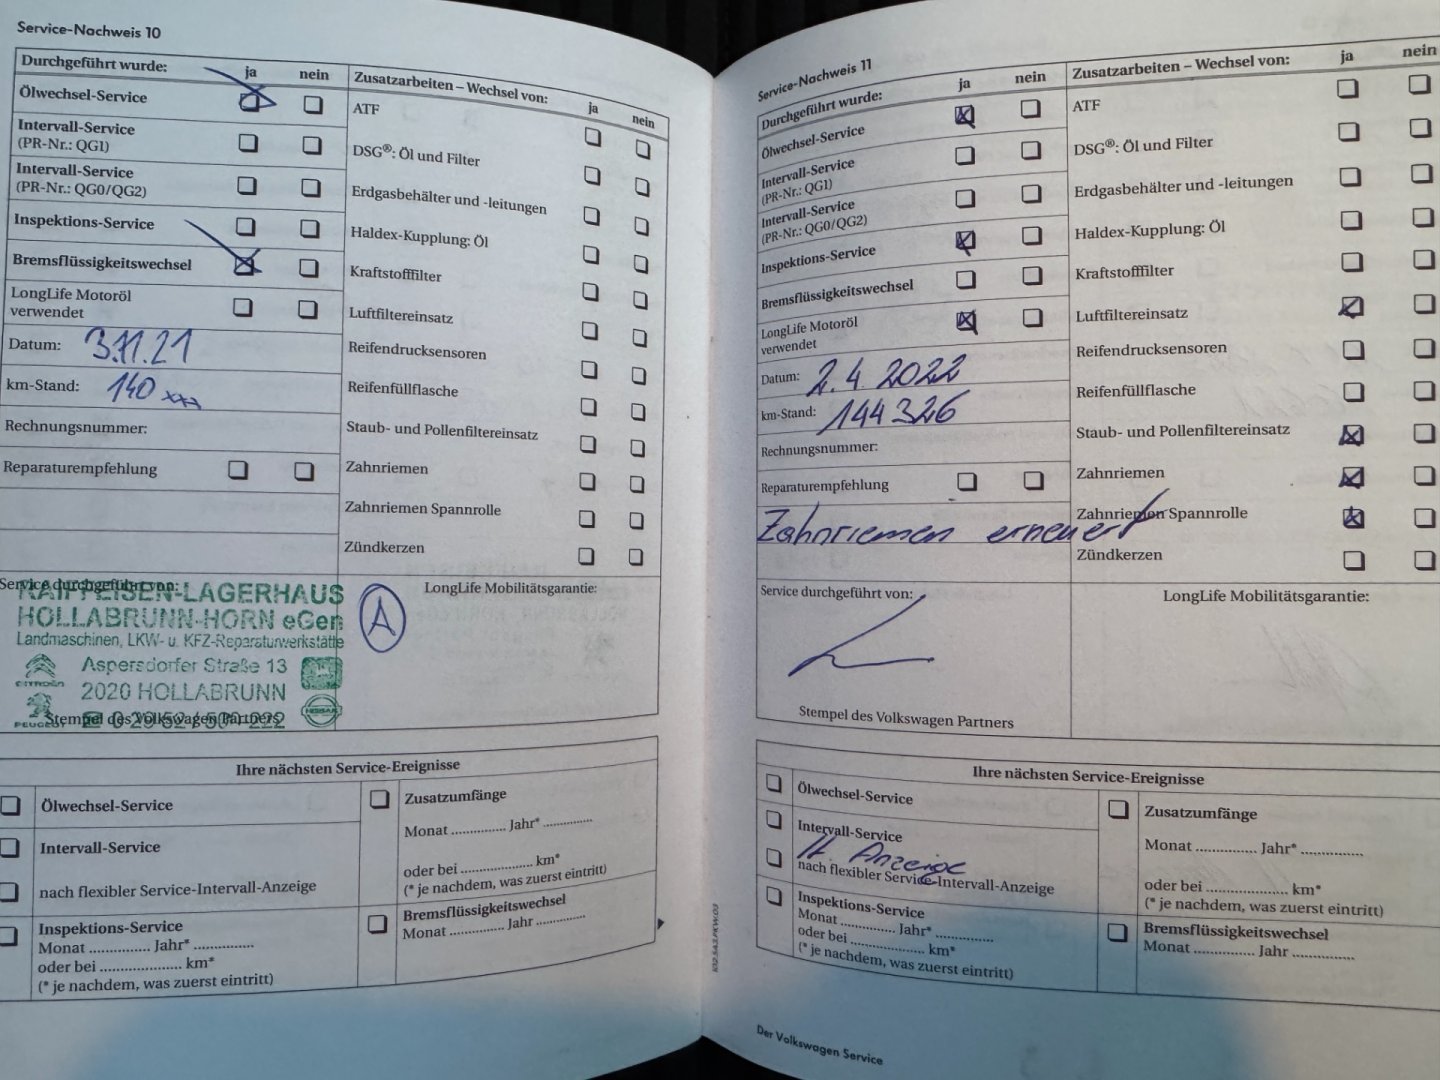 Service-Nachweis 10
Durchgeführt wurde: ja nein
Ölwechsel-Service
Intervall-Service
(PR-Nr.: QG1)
Intervall-Service
(PR-Nr.: QG0/QG2)
Inspektions-Service
Bremsflüssigkeitswechsel
LongLife Motoröl
verwendet
Datum: 3.11.21
km-Stand: 140 xxx
Rechnungsnummer:
Reparaturempfehlung
Zusatzarbeiten – Wechsel von: ja nein
ATF
DSG®: Öl und Filter
Erdgasbehälter und -leitungen
Haldex-Kupplung: Öl
Kraftstofffilter
Luftfiltereinsatz
Reifendrucksensoren
Reifenfüllflasche
Staub- und Pollenfiltereinsatz
Zahnriemen
Zahnriemen Spannrolle
Zündkerzen
Service durchgeführt von:
RAIFFEISEN-LAGERHAUS
HOLLABRUNN-HORN eGen
Landmaschinen, LKW- u. KFZ-Reparaturwerkstätte
Aspersdorfer Straße 13
CITROËN
2020 HOLLABRUNN
PEUGEOT
☎ 0 29 52 / 500-222
NISSAN
Stempel des Volkswagen Partners
A
LongLife Mobilitätsgarantie:
Ihre nächsten Service-Ereignisse
Ölwechsel-Service
Intervall-Service
nach flexibler Service-Intervall-Anzeige
Inspektions-Service
Monat ............... Jahr* ...............
oder bei .................... km*
(* je nachdem, was zuerst eintritt)
Zusatzumfänge
Monat .............. Jahr* .............
oder bei .................. km*
(* je nachdem, was zuerst eintritt)
Bremsflüssigkeitswechsel
Monat .............. Jahr .............
Service-Nachweis 11
Durchgeführt wurde: ja nein
Ölwechsel-Service
Intervall-Service
(PR-Nr.: QG1)
Intervall-Service
(PR-Nr.: QG0/QG2)
Inspektions-Service
Bremsflüssigkeitswechsel
LongLife Motoröl
verwendet
Datum: 2.4 2022
km-Stand: 144 326
Rechnungsnummer:
Reparaturempfehlung
Zahnriemen erneuert
Zusatzarbeiten – Wechsel von: ja nein
ATF
DSG®: Öl und Filter
Erdgasbehälter und -leitungen
Haldex-Kupplung: Öl
Kraftstofffilter
Luftfiltereinsatz
Reifendrucksensoren
Reifenfüllflasche
Staub- und Pollenfiltereinsatz
Zahnriemen
Zahnriemen Spannrolle
Zündkerzen
Service durchgeführt von:
Stempel des Volkswagen Partners
LongLife Mobilitätsgarantie:
Ihre nächsten Service-Ereignisse
Ölwechsel-Service
Intervall-Service
lt. Anzeige
nach flexibler Service-Intervall-Anzeige
Inspektions-Service
Monat ............. Jahr* .............
oder bei .................. km*
(* je nachdem, was zuerst eintritt)
Zusatzumfänge
Monat ............... Jahr* ...............
oder bei .................... km*
(* je nachdem, was zuerst eintritt)
Bremsflüssigkeitswechsel
Monat ............... Jahr ...............
Der Volkswagen Service